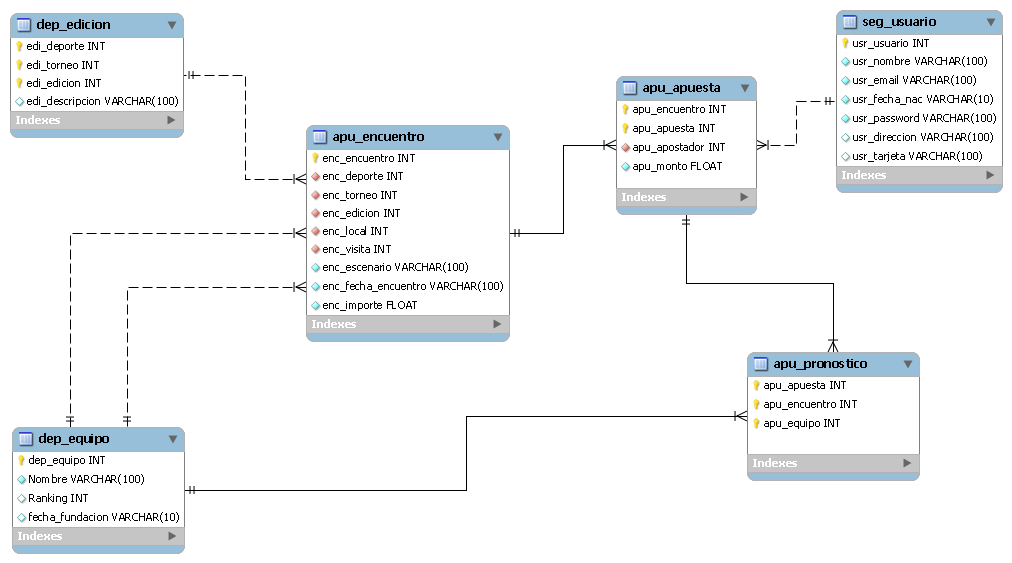 dep_edicion
edi_deporte INT
edi_torneo INT
edi_edicion INT
edi_descripcion VARCHAR(100)
Indexes
apu_encuentro
enc_encuentro INT
enc_deporte INT
enc_torneo INT
enc_edicion INT
enc_local INT
enc_visita INT
enc_escenario VARCHAR(100)
enc_fecha_encuentro VARCHAR(100)
enc_importe FLOAT
Indexes
apu_apuesta
apu_encuentro INT
apu_apuesta INT
apu_apostador INT
apu_monto FLOAT
Indexes
seg_usuario
usr_usuario INT
usr_nombre VARCHAR(100)
usr_email VARCHAR(100)
usr_fecha_nac VARCHAR(10)
usr_password VARCHAR(100)
usr_direccion VARCHAR(100)
usr_tarjeta VARCHAR(100)
Indexes
dep_equipo
dep_equipo INT
Nombre VARCHAR(100)
Ranking INT
fecha_fundacion VARCHAR(10)
Indexes
apu_pronostico
apu_apuesta INT
apu_encuentro INT
apu_equipo INT
Indexes